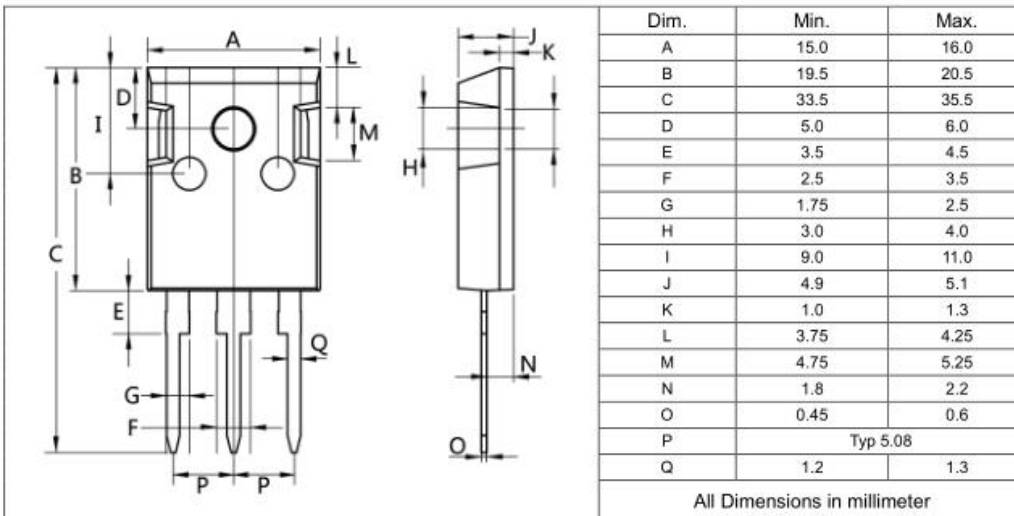 A
L
J
K
D
I
M
H
B
C
E
Q
N
G
F
O
P P
Dim. Min. Max.
A 15.0 16.0
B 19.5 20.5
C 33.5 35.5
D 5.0 6.0
E 3.5 4.5
F 2.5 3.5
G 1.75 2.5
H 3.0 4.0
I 9.0 11.0
J 4.9 5.1
K 1.0 1.3
L 3.75 4.25
M 4.75 5.25
N 1.8 2.2
O 0.45 0.6
P Typ 5.08
Q 1.2 1.3
All Dimensions in millimeter